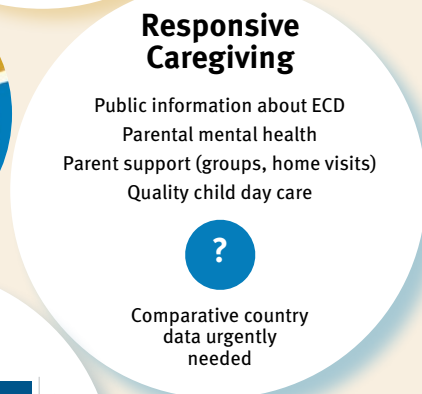 Responsive
Caregiving
Public information about ECD
Parental mental health
Parent support (groups, home visits)
Quality child day care
?
Comparative country
data urgently
needed